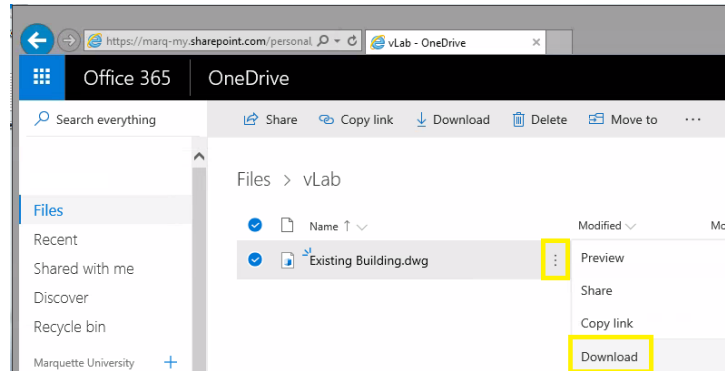 https://marq-my.sharepoint.com/personal
vLab - OneDrive
Office 365
OneDrive
Search everything
Share
Copy link
Download
Delete
Move to
...
Files > vLab
Files
Recent
Shared with me
Discover
Recycle bin
Marquette University +
Name ↑
Modified
Mo
Existing Building.dwg
Preview
Share
Copy link
Download